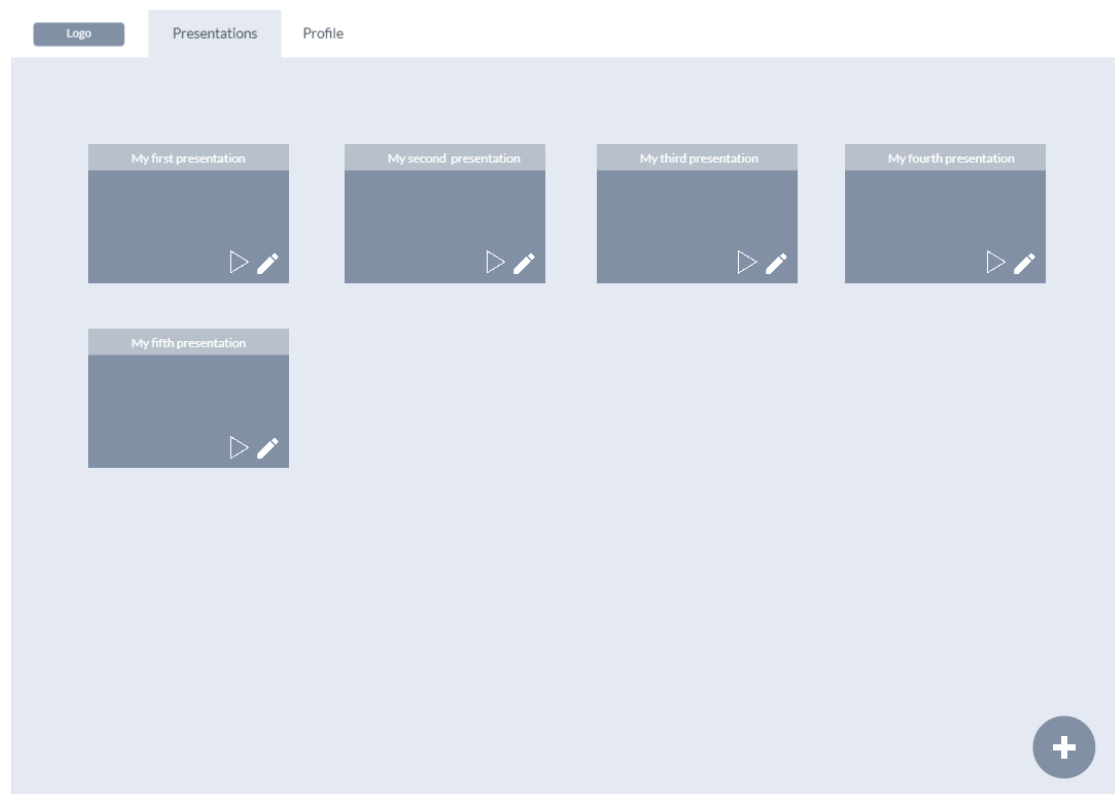 Logo
Presentations
Profile
My first presentation
My second presentation
My third presentation
My fourth presentation
My fifth presentation